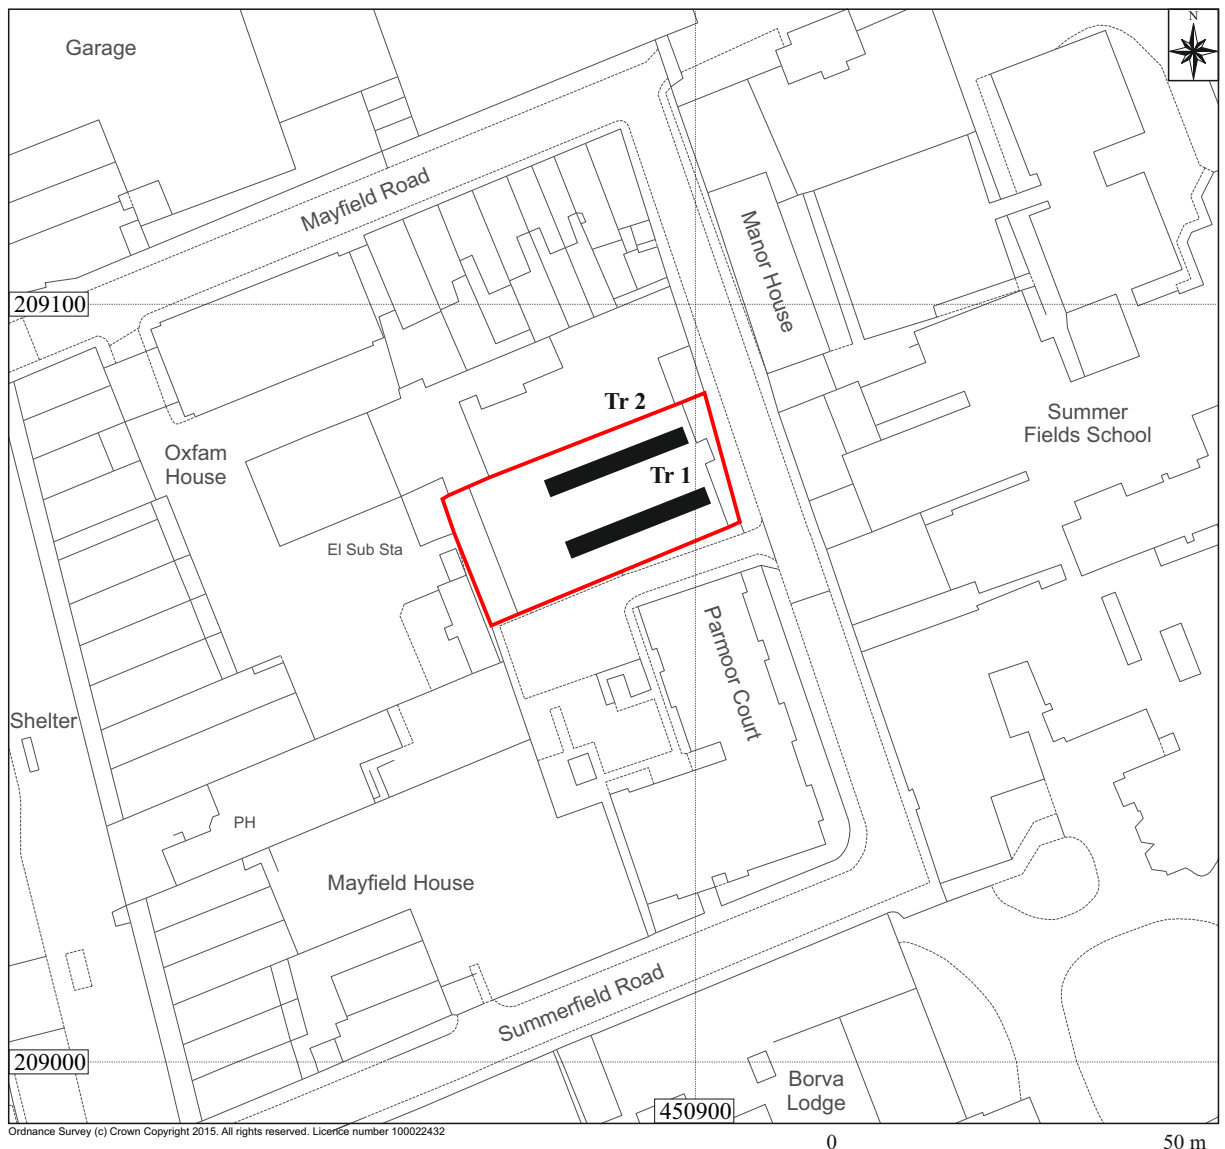 N
Garage
Mayfield Road
Manor House
209100
Tr 2
Summer
Fields School
Oxfam
House
Tr 1
El Sub Sta
Parmoor Court
Shelter
PH
Mayfield House
Summerfield Road
209000
Borva
Lodge
450900
Ordnance Survey (c) Crown Copyright 2015. All rights reserved. Licence number 100022432
0
50 m